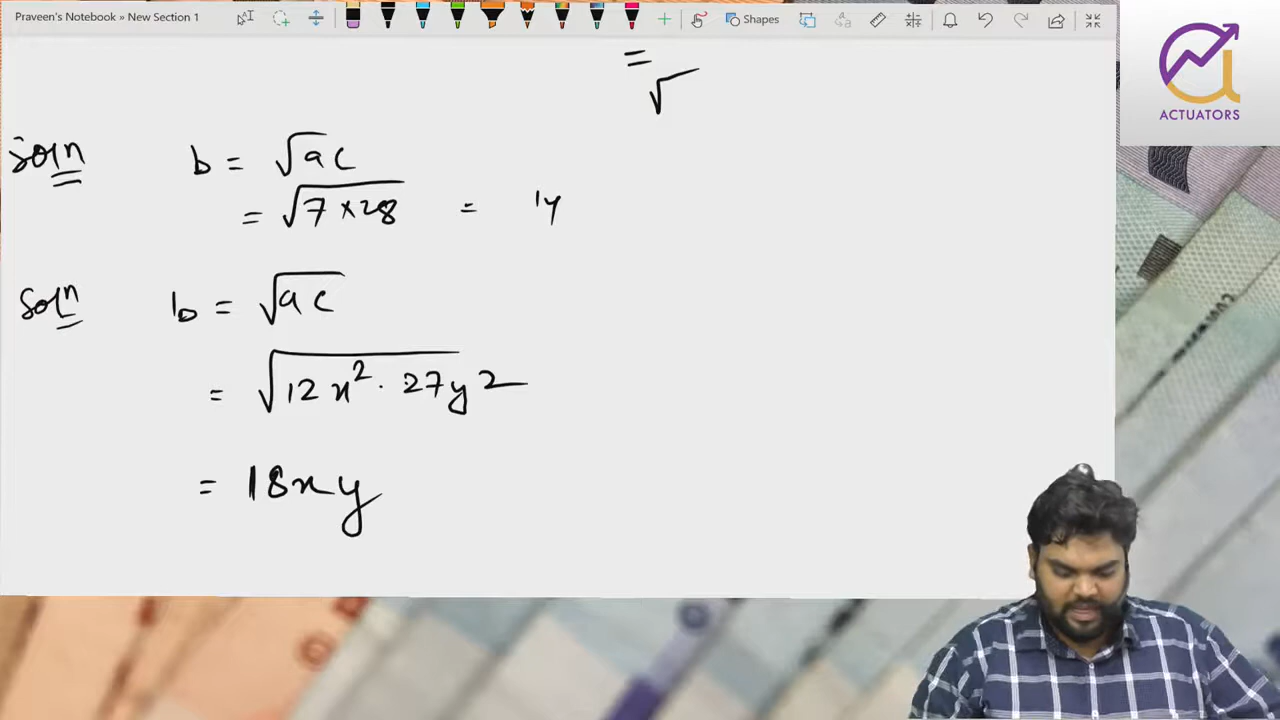 Praveen's Notebook » New Section 1
Shapes
ACTUATORS
=
√
Soln b = √ac
= √7 × 28 = 14
Soln b = √ac
= √12x² · 27y2
= 18xy